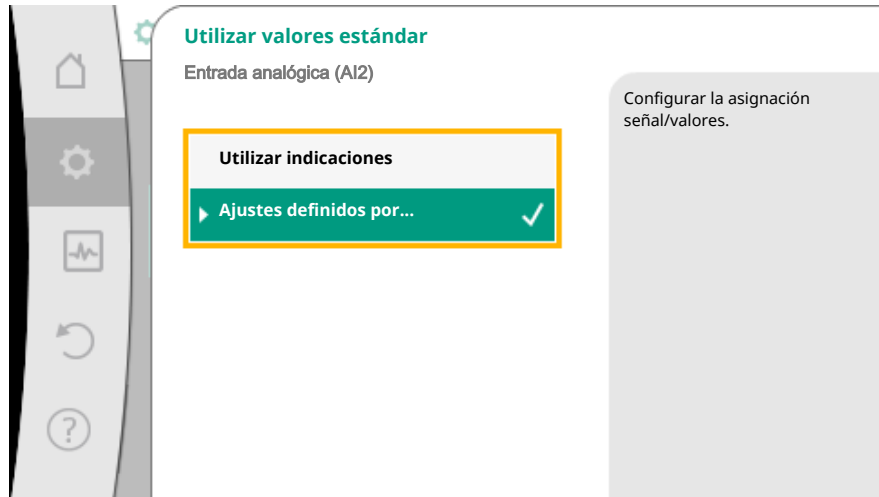 Utilizar valores estándar
Entrada analógica (AI2)
Configurar la asignación
señal/valores.
Utilizar indicaciones
Ajustes definidos por...
?